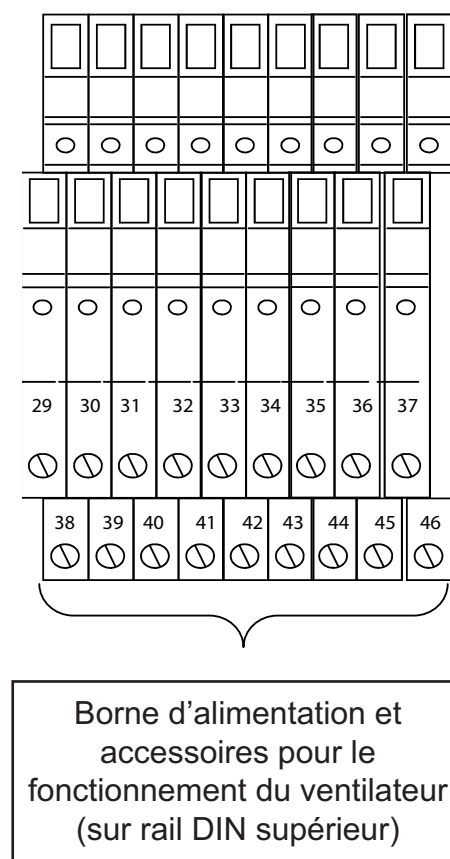 29 30 31 32 33 34 35 36 37
38 39 40 41 42 43 44 45 46
Borne d’alimentation et
accessoires pour le
fonctionnement du ventilateur
(sur rail DIN supérieur)